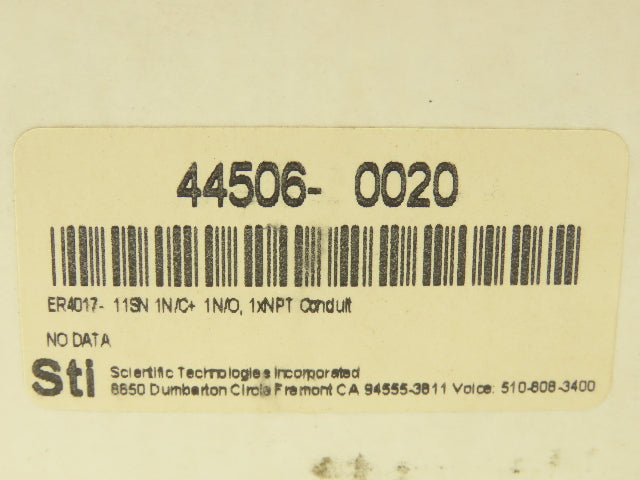 44506- 0020
ER4017- 11SN 1N/C+ 1N/O, 1xNPT Conduit
NO DATA
Sti
Scientific Technologies Incorporated
6550 Dumbarton Circle Fremont CA 94555-3811 Voice: 510-608-3400